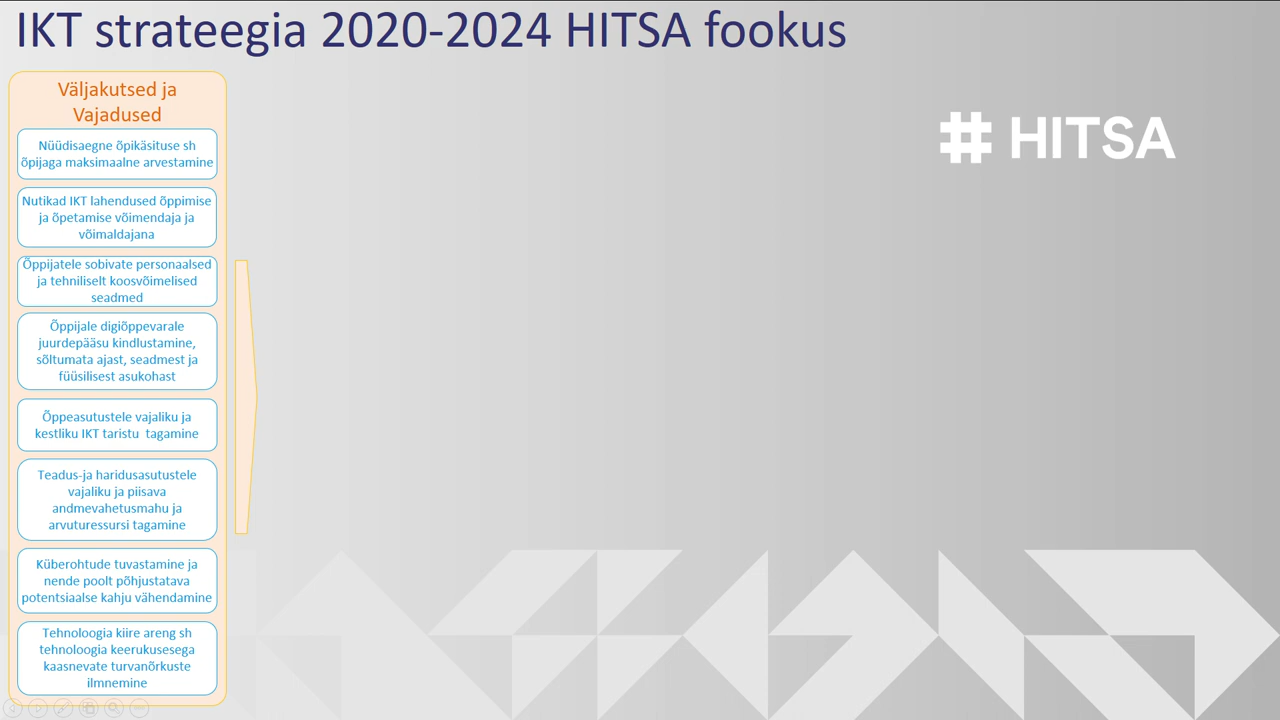 IKT strateegia 2020-2024 HITSA fookus
Väljakutsed ja
Vajadused
Nüüdisaegne õpikäsituse sh
õpijaga maksimaalne arvestamine
Nutikad IKT lahendused õppimise
ja õpetamise võimendaja ja
võimaldajana
Õppijatele sobivate personaalsed
ja tehniliselt koosvõimelised
seadmed
Õppijale digiõppevarale
juurdepääsu kindlustamine,
sõltumata ajast, seadmest ja
füüsilisest asukohast
Õppeasutustele vajaliku ja
kestliku IKT taristu  tagamine
Teadus-ja haridusasutustele
vajaliku ja piisava
andmevahetusmahu ja
arvuturessursi tagamine
Küberohtude tuvastamine ja
nende poolt põhjustatava
potentsiaalse kahju vähendamine
Tehnoloogia kiire areng sh
tehnoloogia keerukusesega
kaasnevate turvanõrkuste
ilmnemine
# HITSA